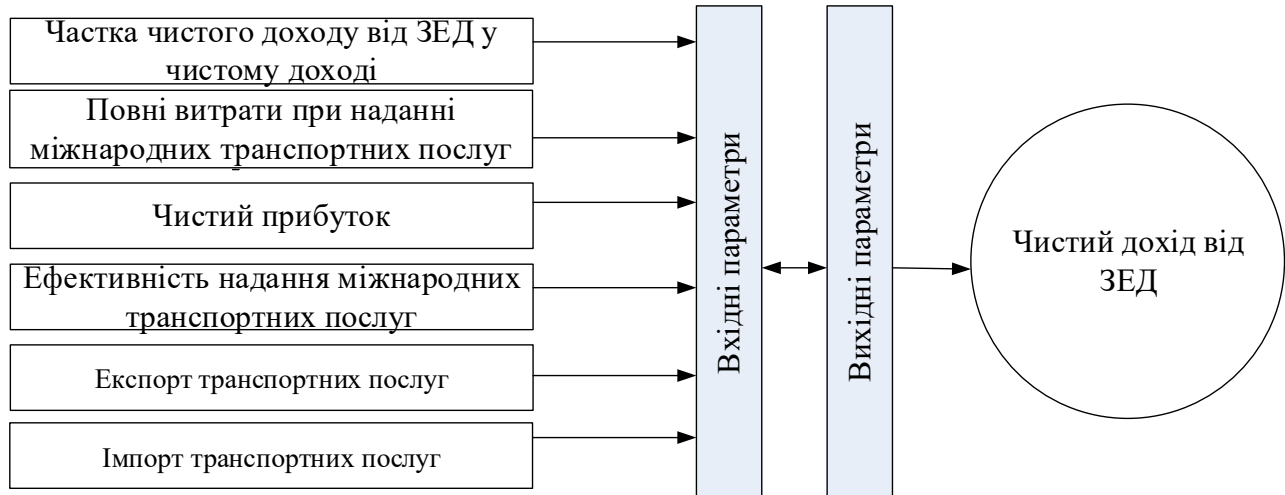 Частка чистого доходу від ЗЕД у
чистому доході
Повні витрати при наданні
міжнародних транспортних послуг
Чистий прибуток
Ефективність надання міжнародних
транспортних послуг
Експорт транспортних послуг
Імпорт транспортних послуг
Вхідні параметри
Вихідні параметри
Чистий дохід від
ЗЕД